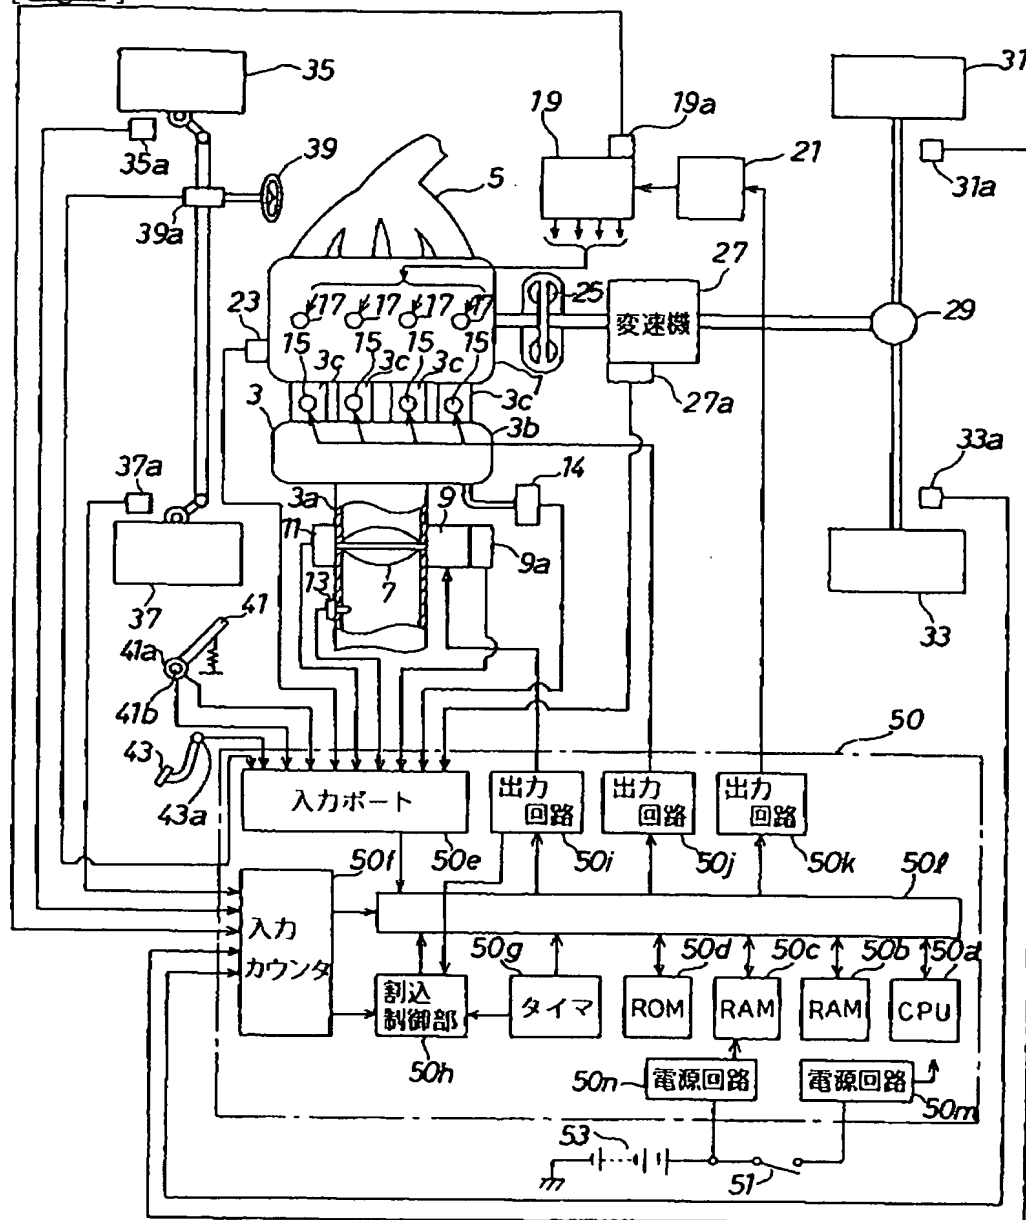 35
35a
39
39a
5
19
19a
21
31
31a
23
17
17
17
17
25
27
変速機
27a
29
15
15
15
15
3c
3c
3c
3c
1
3
3b
14
33a
33
37a
37
3a
11
9
9a
7
13
41
41a
41b
43
43a
50
入力ポート
50e
出力
回路
50i
出力
回路
50j
出力
回路
50k
50f
50l
入力
カウンタ
割込
制御部
50h
50g
タイマ
50d
ROM
50c
RAM
50b
RAM
50a
CPU
50n
電源回路
電源回路
50m
53
51